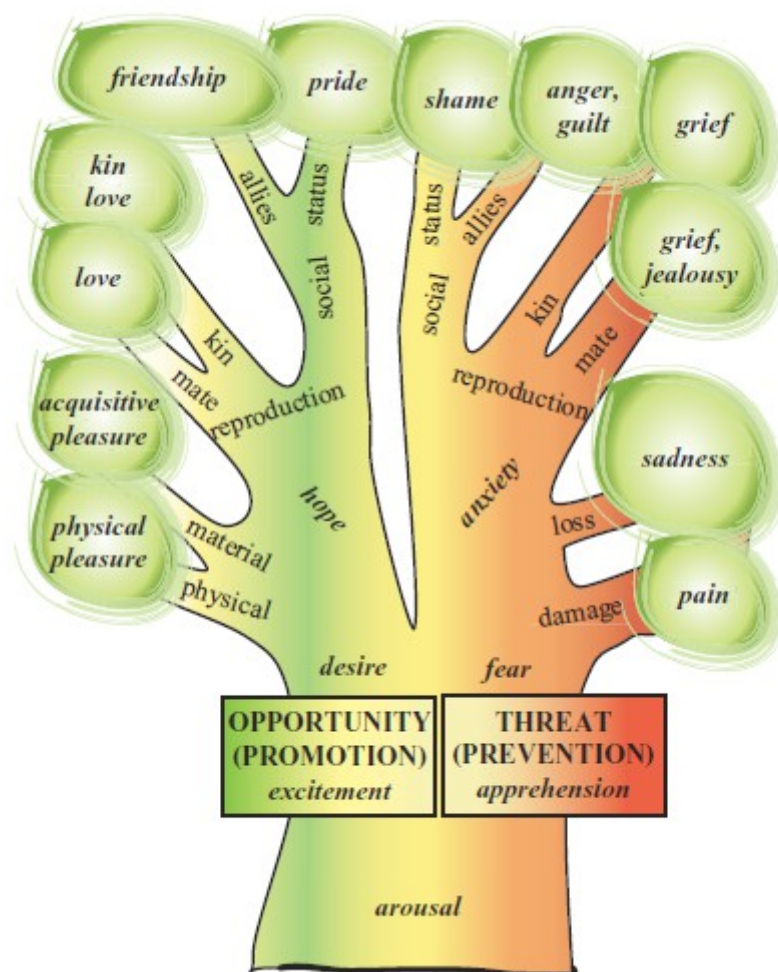 friendship
pride
shame
anger,
guilt
grief
kin
love
allies
status
status
allies
grief,
jealousy
love
social
social
kin
mate
kin
mate
acquisitive
pleasure
reproduction
reproduction
sadness
hope
anxiety
physical
pleasure
material
loss
physical
damage
pain
desire
fear
OPPORTUNITY
(PROMOTION)
excitement
THREAT
(PREVENTION)
apprehension
arousal